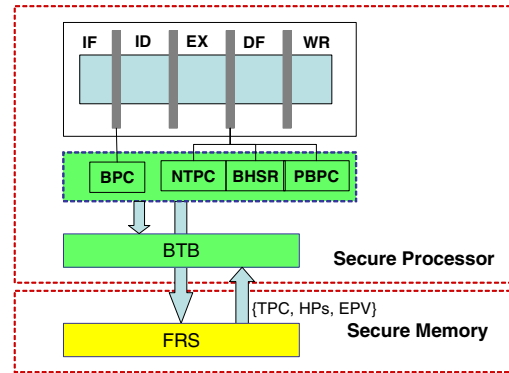 IF ID EX DF WR
BPC NTPC BHSR PBPC
BTB
Secure Processor
{TPC, HPs, EPV}
Secure Memory
FRS